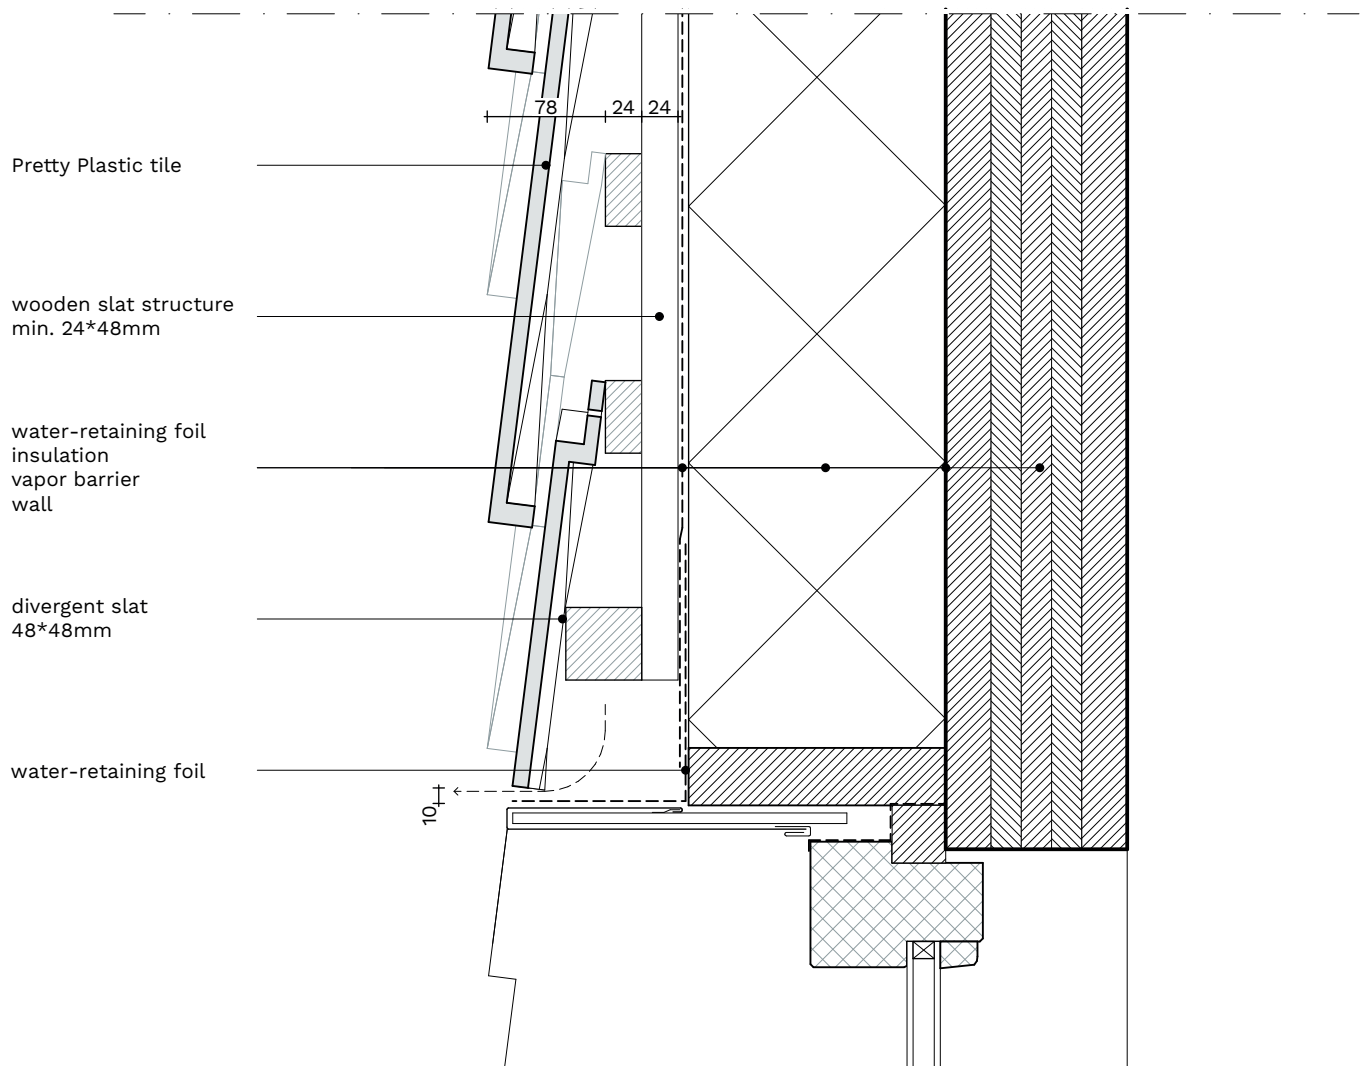 78 24 24
Pretty Plastic tile
wooden slat structure
min. 24*48mm
water-retaining foil
insulation
vapor barrier
wall
divergent slat
48*48mm
water-retaining foil
10